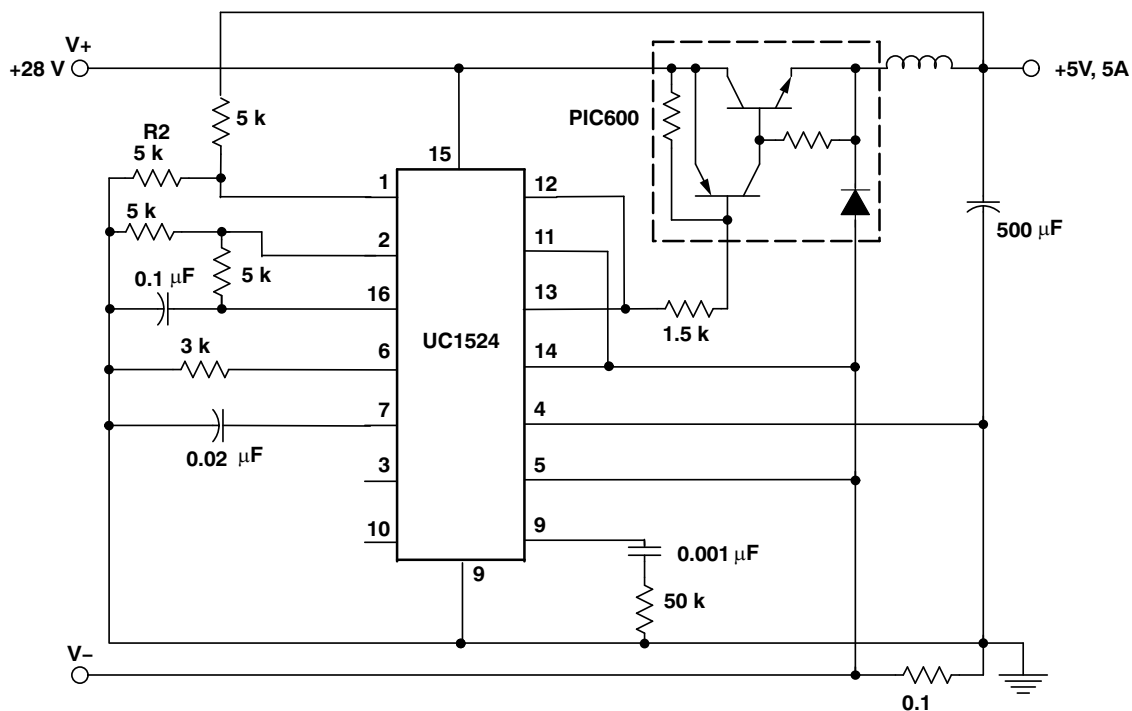 V+
+28 V
+5V, 5A
5 k
PIC600
R2
5 k
15
1
12
5 k
2
11
500 μF
5 k
0.1 μF
16
13
1.5 k
UC1524
3 k
6
14
7
4
0.02 μF
3
5
10
9
0.001 μF
9
50 k
V–
0.1